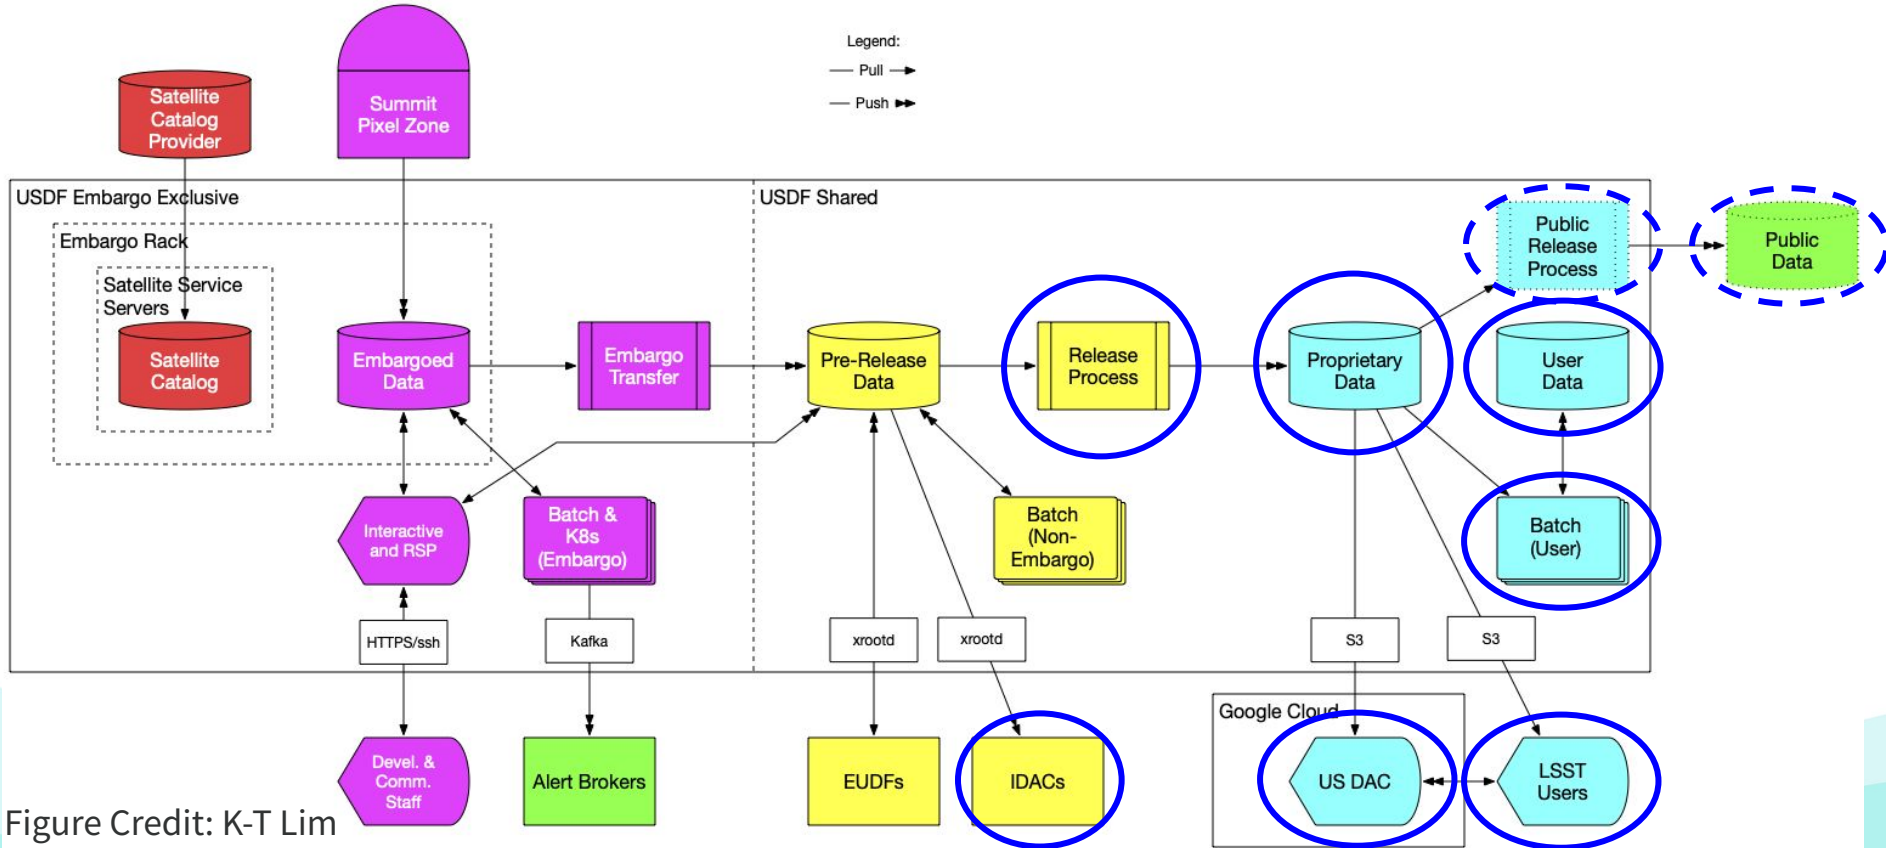 Legend:
Pull
Push
Satellite
Catalog
Provider
Summit
Pixel Zone
USDF Embargo Exclusive
USDF Shared
Embargo Rack
Satellite Service
Servers
Satellite
Catalog
Embargoed
Data
Embargo
Transfer
Pre-Release
Data
Release
Process
Proprietary
Data
Public
Release
Process
Public
Data
User
Data
Interactive
and RSP
Batch &
K8s
(Embargo)
Batch
(Non-
Embargo)
Batch
(User)
HTTPS/ssh
Kafka
xrootd
xrootd
S3
S3
Google Cloud
Devel. &
Comm.
Staff
Alert Brokers
EUDFs
IDACs
US DAC
LSST
Users
Figure Credit: K-T Lim